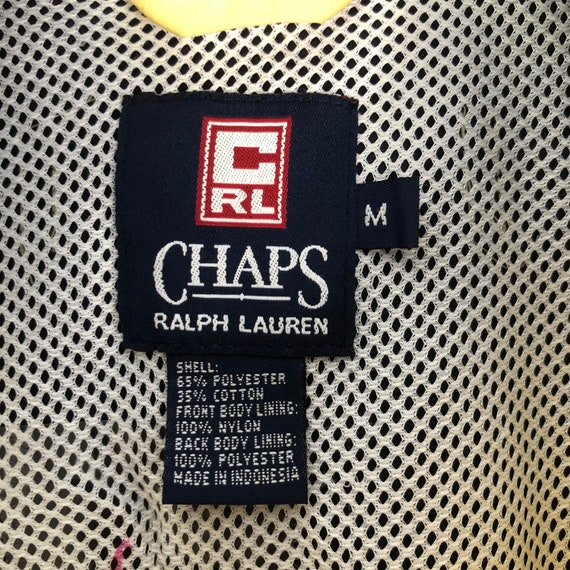 C
RL
M
CHAPS
RALPH LAUREN
SHELL:
65% POLYESTER
35% COTTON
FRONT BODY LINING:
100% NYLON
BACK BODY LINING:
100% POLYESTER
MADE IN INDONESIA